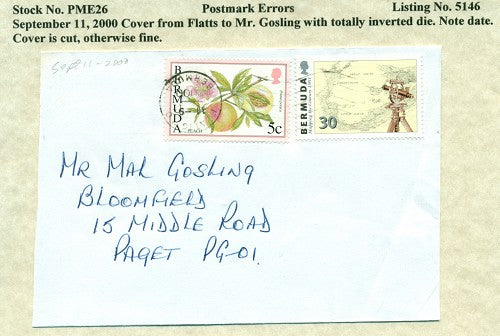 Stock No. PME26 Postmark Errors Listing No. 5146
September 11, 2000 Cover from Flatts to Mr. Gosling with totally inverted die. Note date.
Cover is cut, otherwise fine.
Sept 11-2000
BERMUDA
PEACH
5c
BERMUDA
30
MR MAL GOSLING
BLOOMFIELD
15 MIDDLE ROAD
PAGET PG-01.